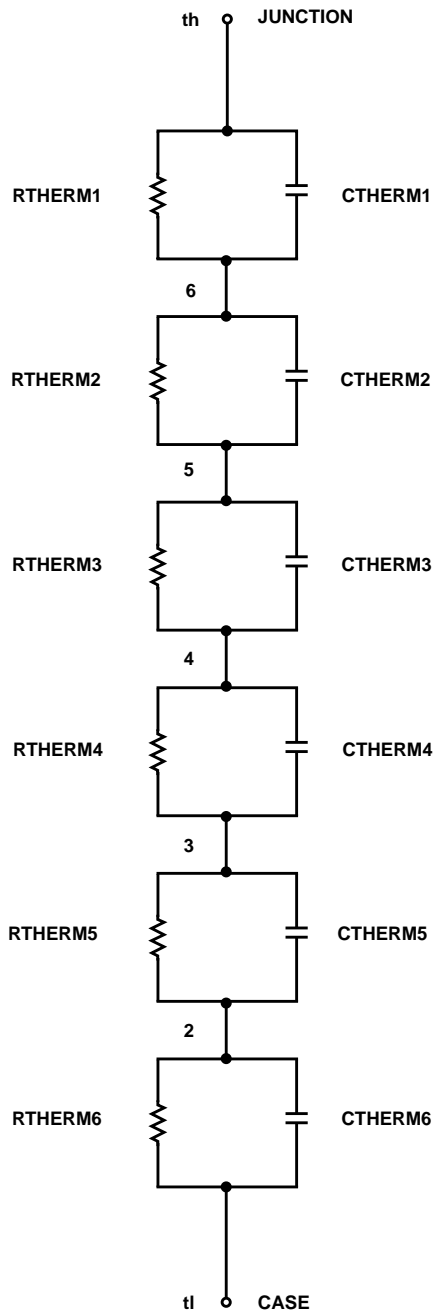 th JUNCTION
RTHERM1 CTHERM1
6
RTHERM2 CTHERM2
5
RTHERM3 CTHERM3
4
RTHERM4 CTHERM4
3
RTHERM5 CTHERM5
2
RTHERM6 CTHERM6
tl CASE